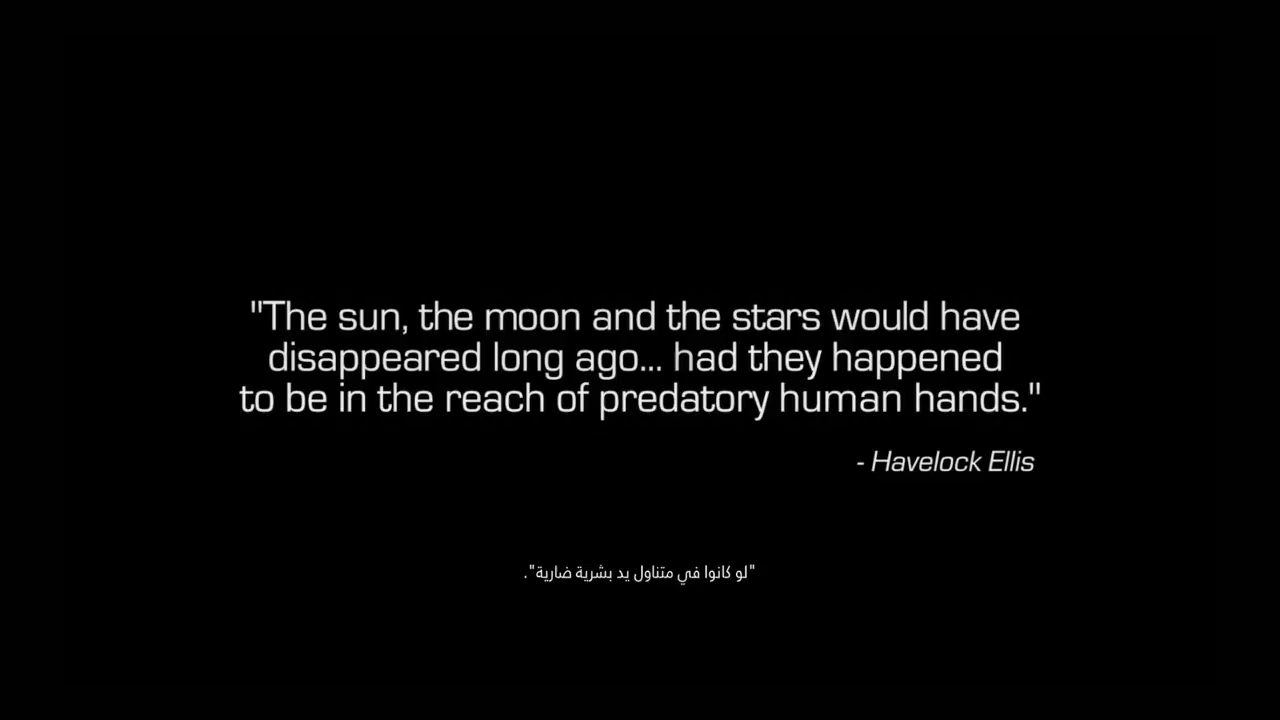 "The sun, the moon and the stars would have
disappeared long ago... had they happened
to be in the reach of predatory human hands."
- Havelock Ellis
"لو كانوا في متناول يد بشرية ضارية".